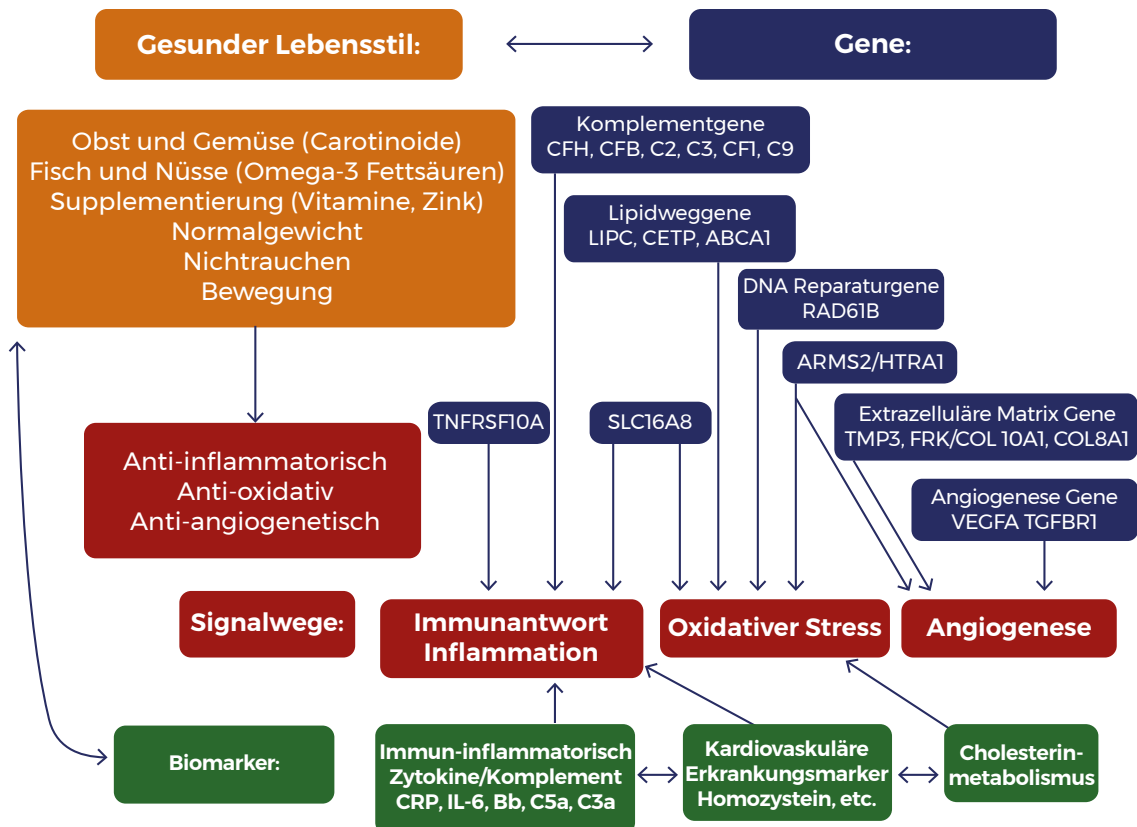 Gesunder Lebensstil:
Gene:
Obst und Gemüse (Carotinoide)
Fisch und Nüsse (Omega-3 Fettsäuren)
Supplementierung (Vitamine, Zink)
Normalgewicht
Nichtrauchen
Bewegung
Komplementgene
CFH, CFB, C2, C3, CF1, C9
Lipidweggene
LIPC, CETP, ABCA1
DNA Reparaturgene
RAD61B
ARMS2/HTRA1
TNFRSF10A
SLC16A8
Extrazelluläre Matrix Gene
TMP3, FRK/COL 10A1, COL8A1
Anti-inflammatorisch
Anti-oxidativ
Anti-angiogenetisch
Angiogenese Gene
VEGFA TGFBR1
Signalwege:
Immunantwort
Inflammation
Oxidativer Stress
Angiogenese
Biomarker:
Immun-inflammatorisch
Zytokine/Komplement
CRP, IL-6, Bb, C5a, C3a
Kardiovaskuläre
Erkrankungsmarker
Homozystein, etc.
Cholesterin-
metabolismus